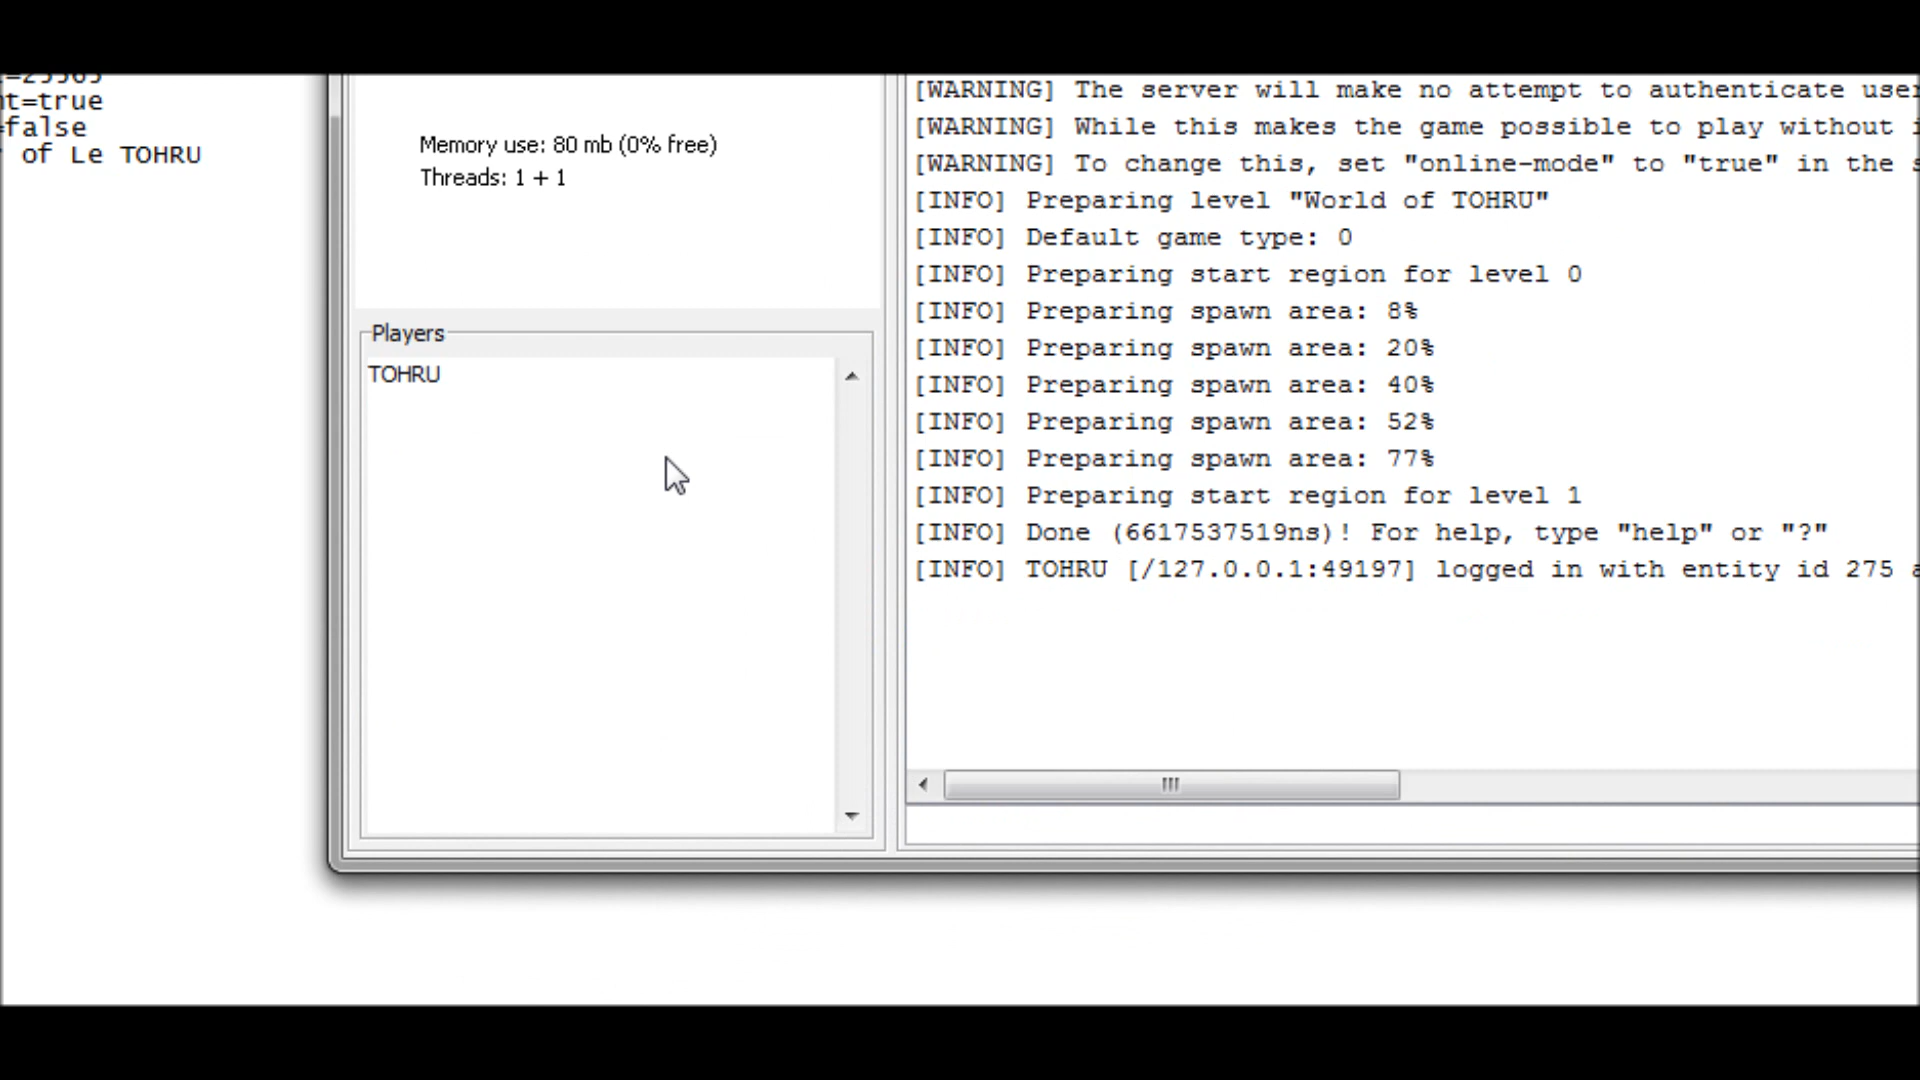 =25565
nt=true
=false
of Le TOHRU
Memory use: 80 mb (0% free)
Threads: 1 + 1
Players
TOHRU
[WARNING] The server will make no attempt to authenticate
[WARNING] While this makes the game possible to play without
[WARNING] To change this, set "online-mode" to "true" in the
[INFO] Preparing level "World of TOHRU"
[INFO] Default game type: 0
[INFO] Preparing start region for level 0
[INFO] Preparing spawn area: 8%
[INFO] Preparing spawn area: 20%
[INFO] Preparing spawn area: 40%
[INFO] Preparing spawn area: 52%
[INFO] Preparing spawn area: 77%
[INFO] Preparing start region for level 1
[INFO] Done (6617537519ns)! For help, type "help" or "?"
[INFO] TOHRU [/127.0.0.1:49197] logged in with entity id 275